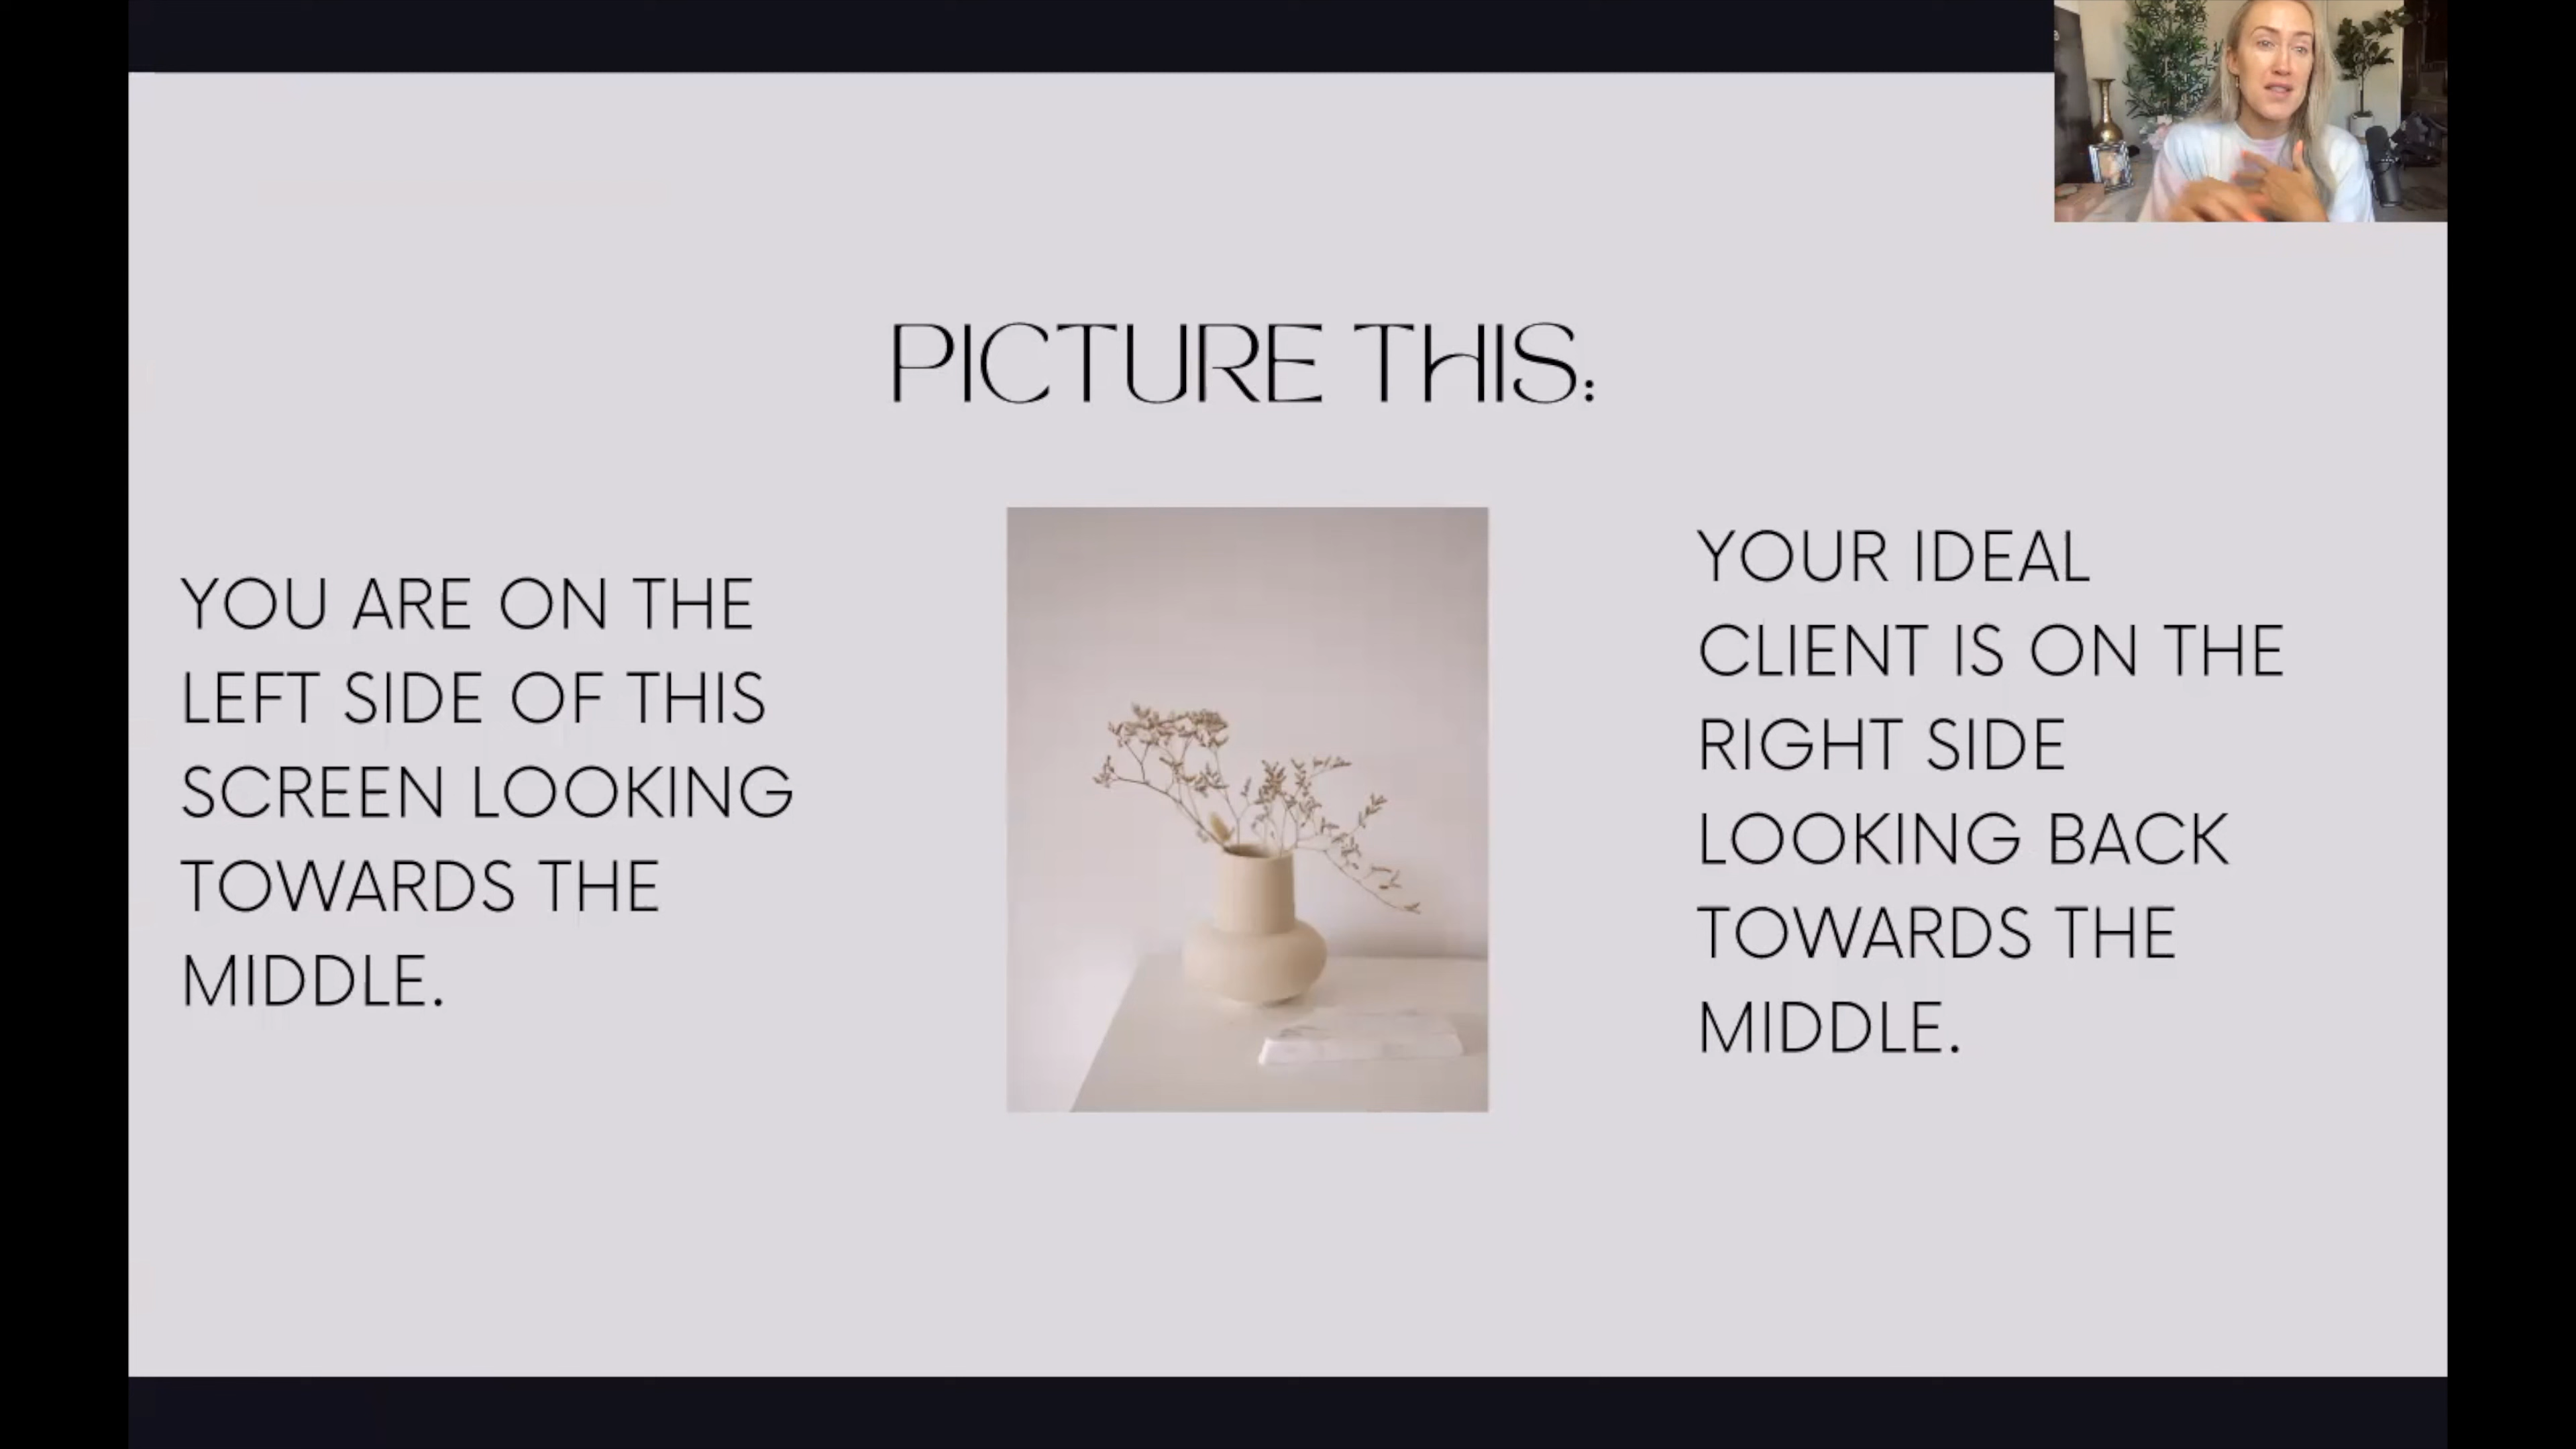 PICTURE THIS:
YOU ARE ON THE
LEFT SIDE OF THIS
SCREEN LOOKING
TOWARDS THE
MIDDLE.
YOUR IDEAL
CLIENT IS ON THE
RIGHT SIDE
LOOKING BACK
TOWARDS THE
MIDDLE.